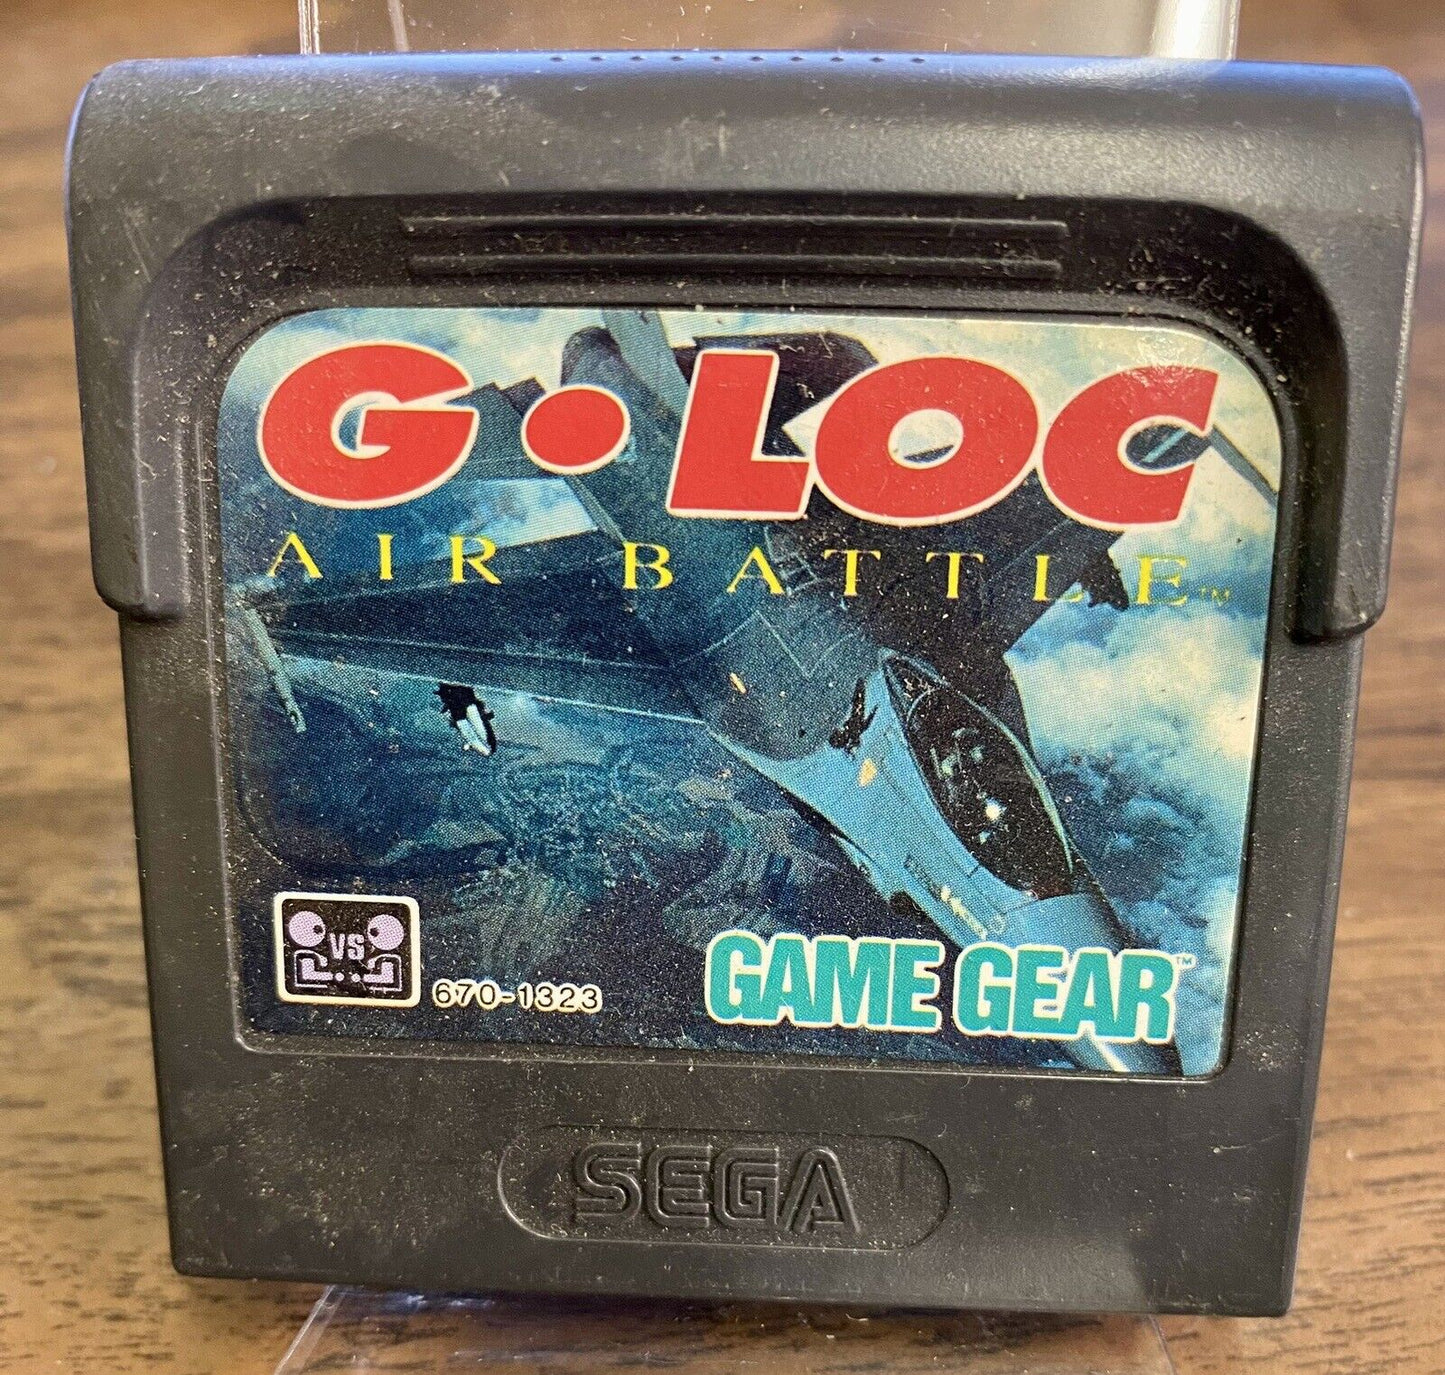 G•LOC
AIR BATTLE™
VS
670-1323
GAME GEAR™
SEGA